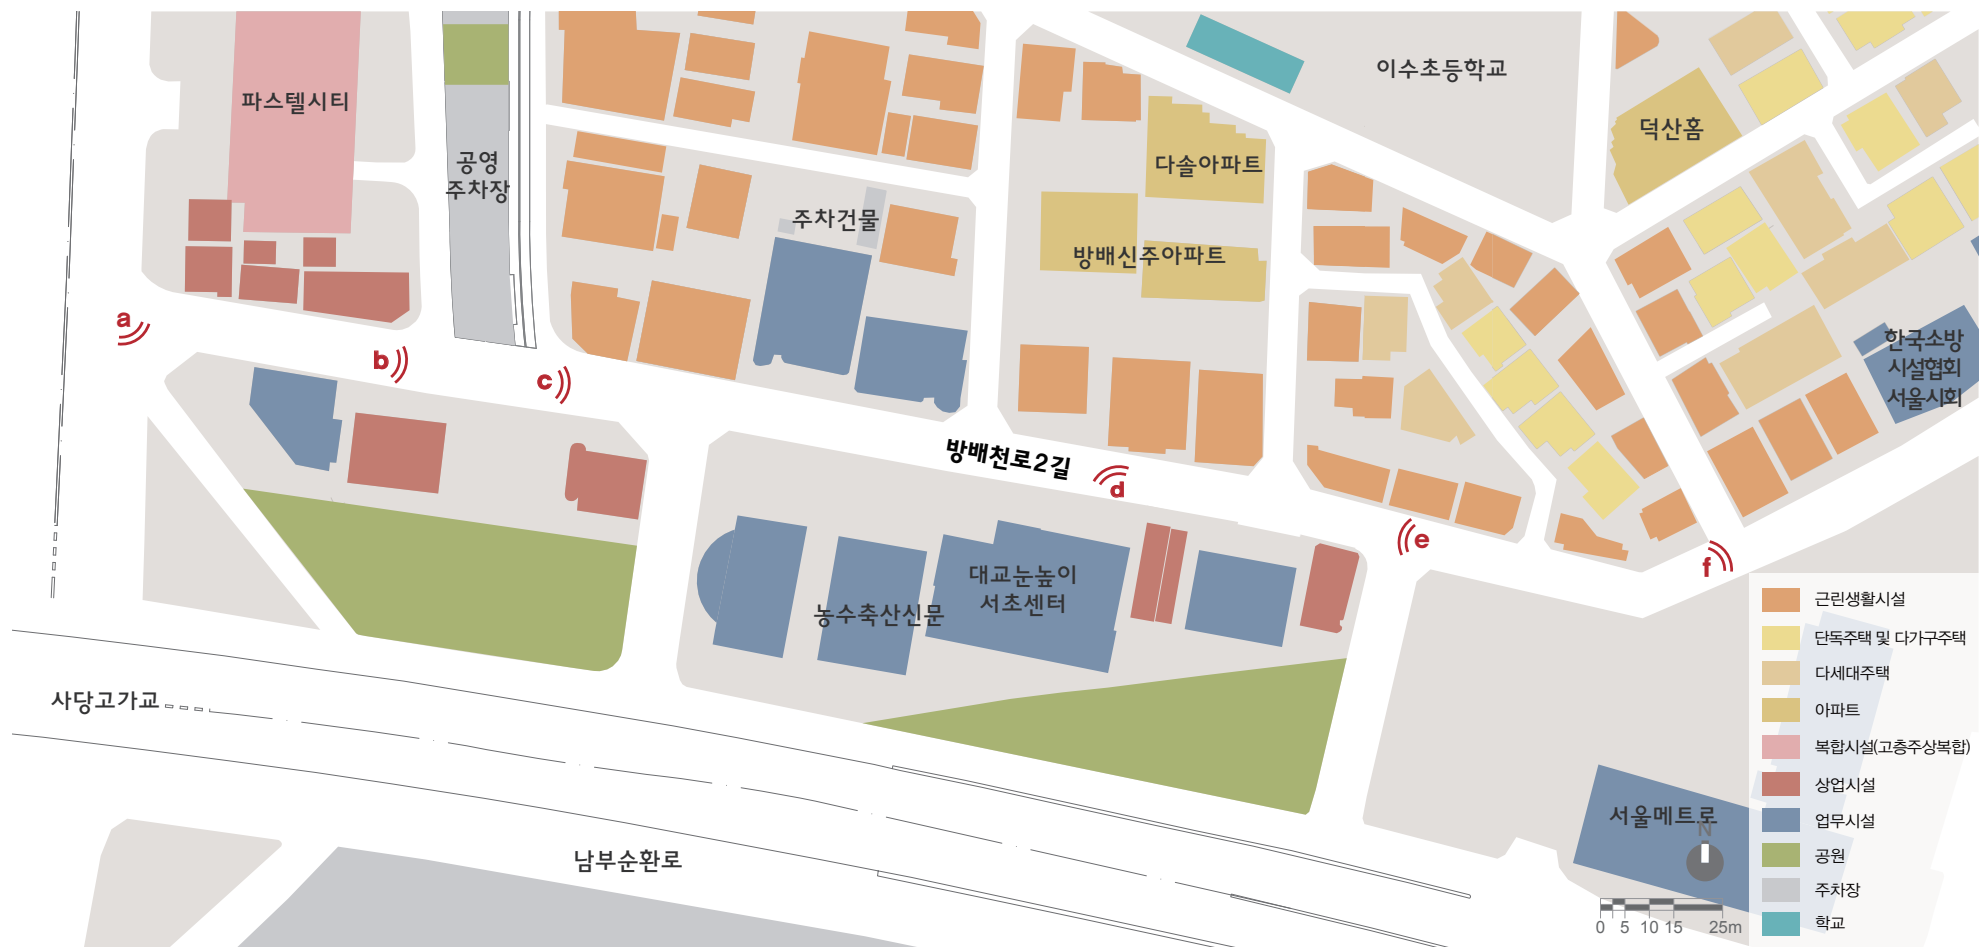 파스텔시티
공영
주차장
주차건물
다솔아파트
방배신주아파트
이수초등학교
덕산홈
한국소방
시설협회
서울시회
a
b
c
방배천로2길
d
e
f
대교눈높이
서초센터
농수축산신문
사당고가교
남부순환로
서울메트로
N
0 5 10 15 25m
근린생활시설
단독주택 및 다가구주택
다세대주택
아파트
복합시설(고층주상복합)
상업시설
업무시설
공원
주차장
학교